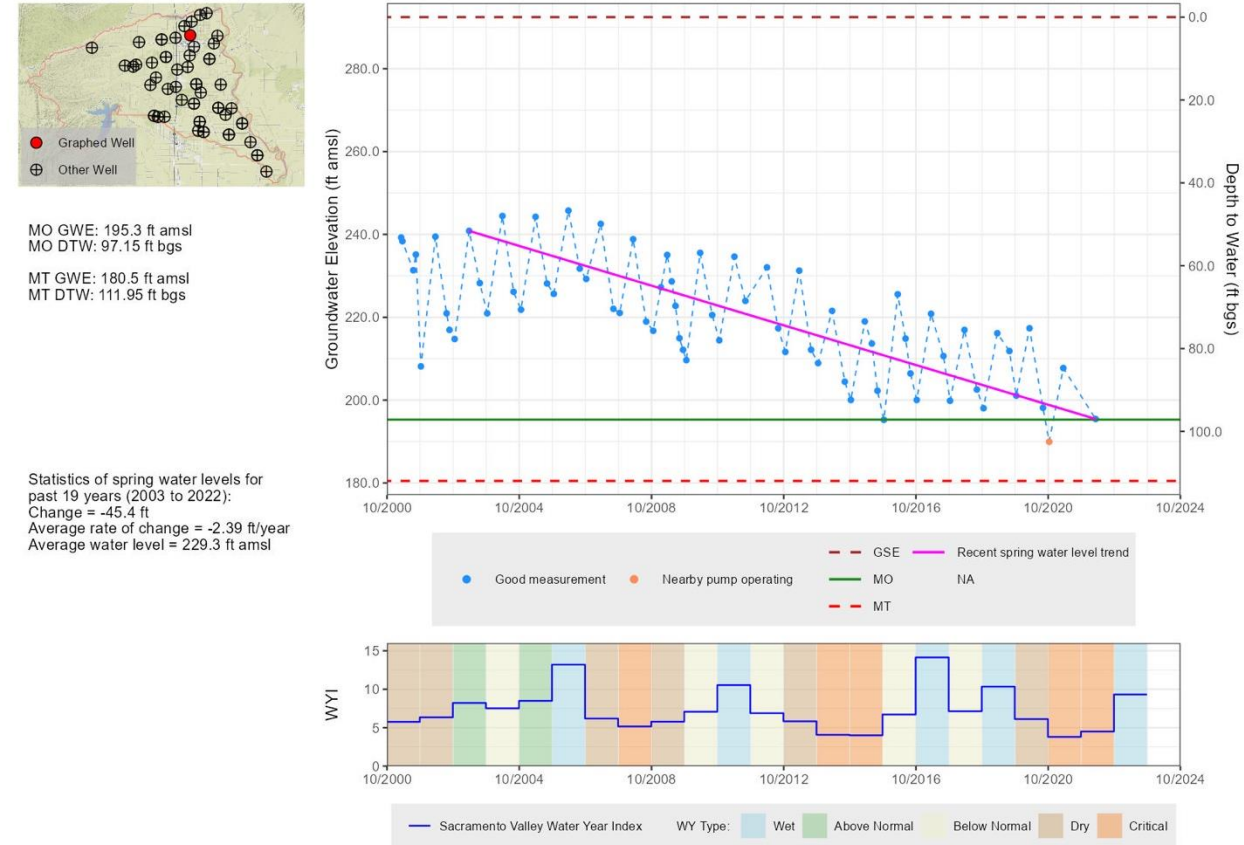 Graphed Well
Other Well
MO GWE: 195.3 ft amsl
MO DTW: 97.15 ft bgs
MT GWE: 180.5 ft amsl
MT DTW: 111.95 ft bgs
Statistics of spring water levels for
past 19 years (2003 to 2022):
Change = -45.4 ft
Average rate of change = -2.39 ft/year
Average water level = 229.3 ft amsl
Groundwater Elevation (ft amsl)
280.0
260.0
240.0
220.0
200.0
180.0
0.0
20.0
40.0
60.0
80.0
100.0
Depth to Water (ft bgs)
10/2000 10/2004 10/2008 10/2012 10/2016 10/2020 10/2024
GSE Recent spring water level trend
Good measurement Nearby pump operating MO NA
MT
WYI
15
10
5
0
10/2000 10/2004 10/2008 10/2012 10/2016 10/2020 10/2024
Sacramento Valley Water Year Index WY Type: Wet Above Normal Below Normal Dry Critical